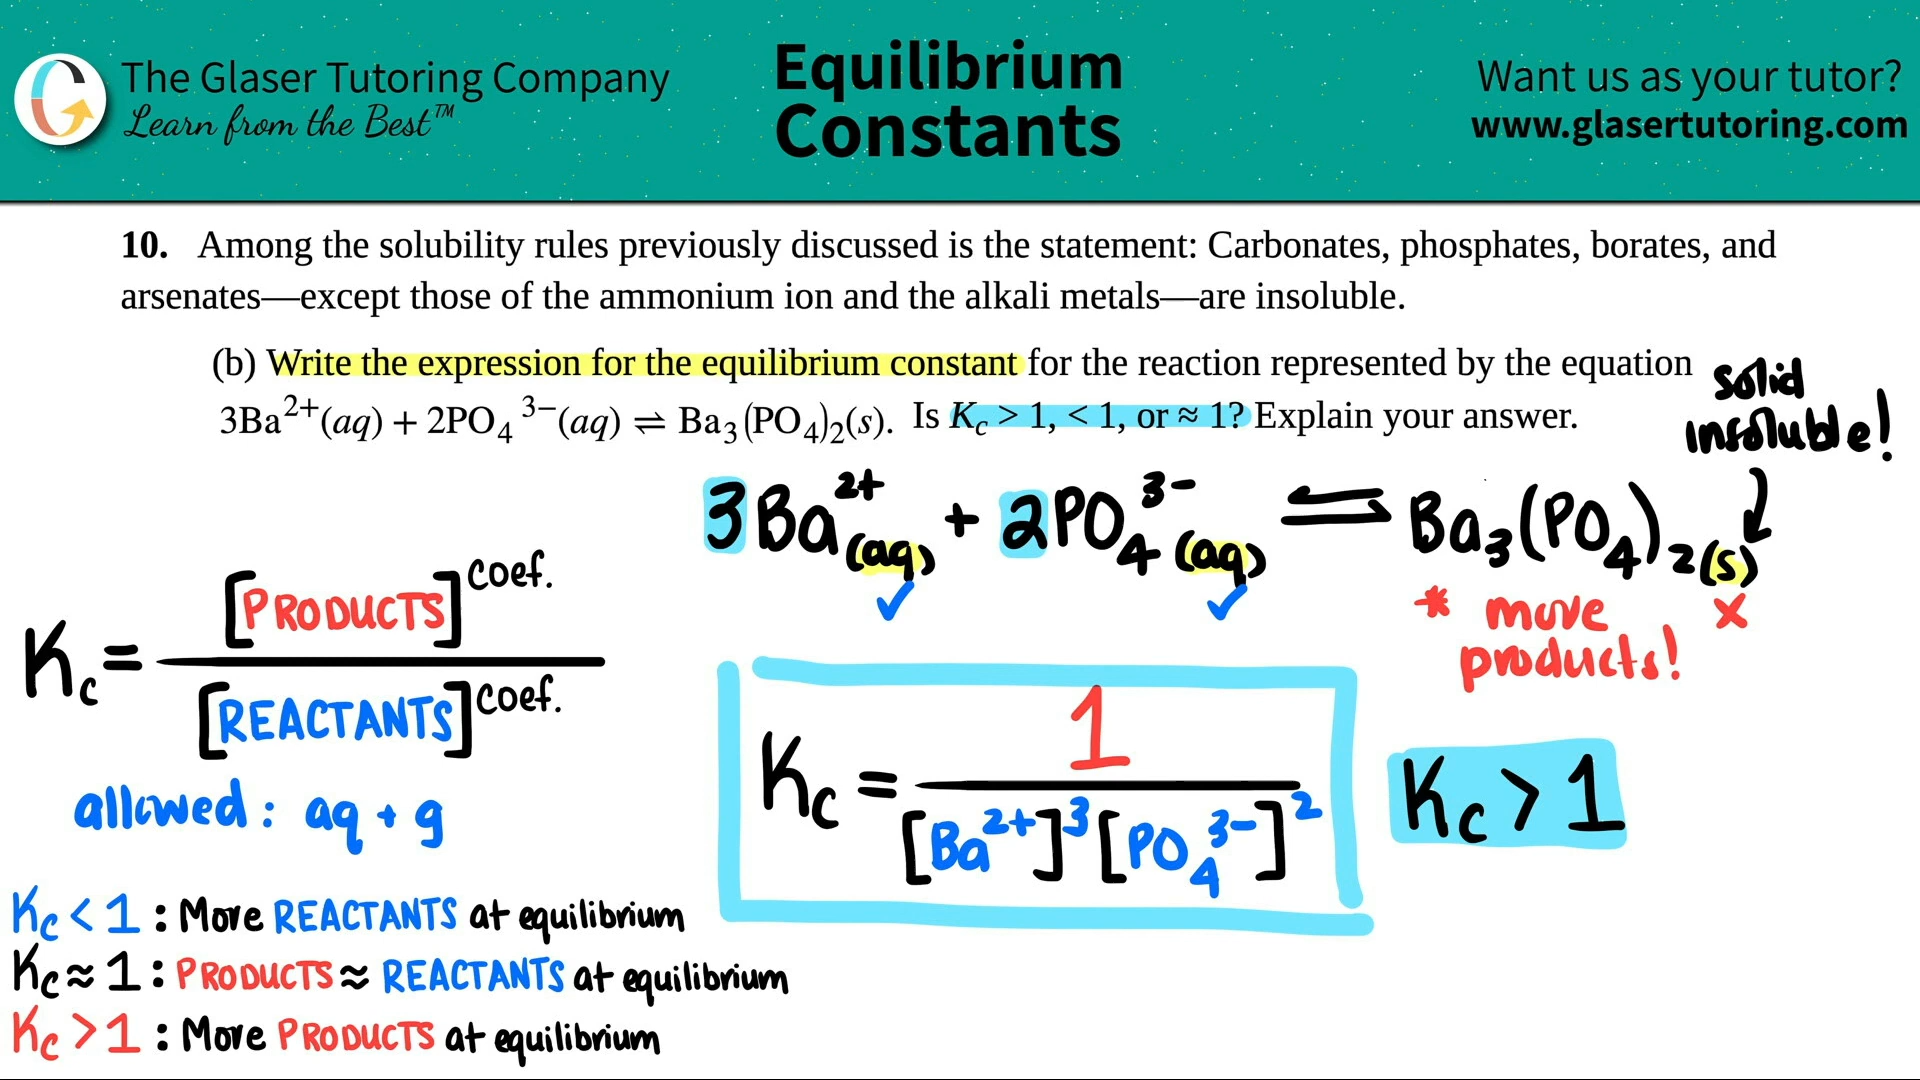 The Glaser Tutoring Company
Learn from the Best™
Equilibrium
Constants
Want us as your tutor?
www.glasertutoring.com
10. Among the solubility rules previously discussed is the statement: Carbonates, phosphates, borates, and
arsenates—except those of the ammonium ion and the alkali metals—are insoluble.
(b) Write the expression for the equilibrium constant for the reaction represented by the equation
3Ba²⁺(aq) + 2PO₄³⁻(aq) ⇌ Ba₃(PO₄)₂(s). Is K꜀ > 1, < 1, or ≈ 1? Explain your answer.
solid
insoluble!
3Ba²⁺(aq) + 2PO₄³⁻(aq) ⇌ Ba₃(PO₄)₂(s)
✓ ✓ x
* more
products!
[PRODUCTS]coef.
Kc =
[REACTANTS]coef.
allowed: aq + g
1
Kc =
[Ba²⁺]³[PO₄³⁻]²
Kc > 1
Kc < 1 : More REACTANTS at equilibrium
Kc ≈ 1 : PRODUCTS ≈ REACTANTS at equilibrium
Kc > 1 : More PRODUCTS at equilibrium